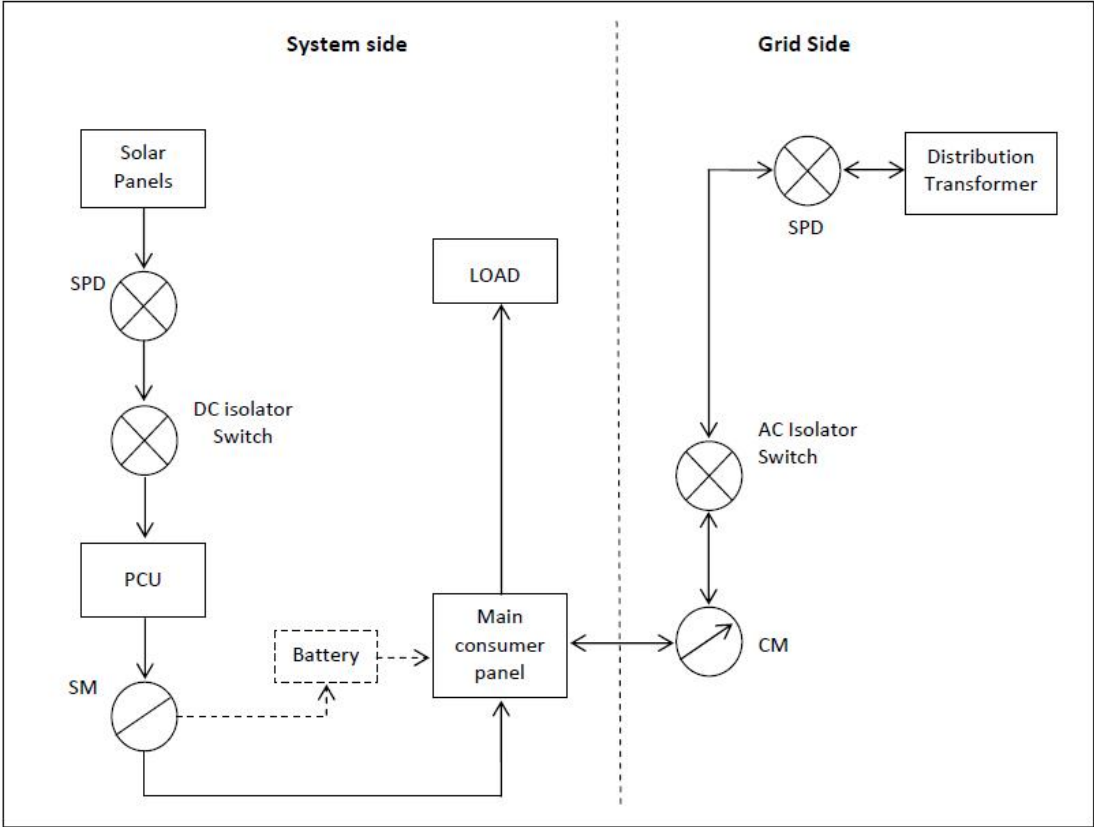 System side
Grid Side
Solar
Panels
SPD
DC isolator
Switch
PCU
SM
Battery
LOAD
Main
consumer
panel
SPD
Distribution
Transformer
AC Isolator
Switch
CM